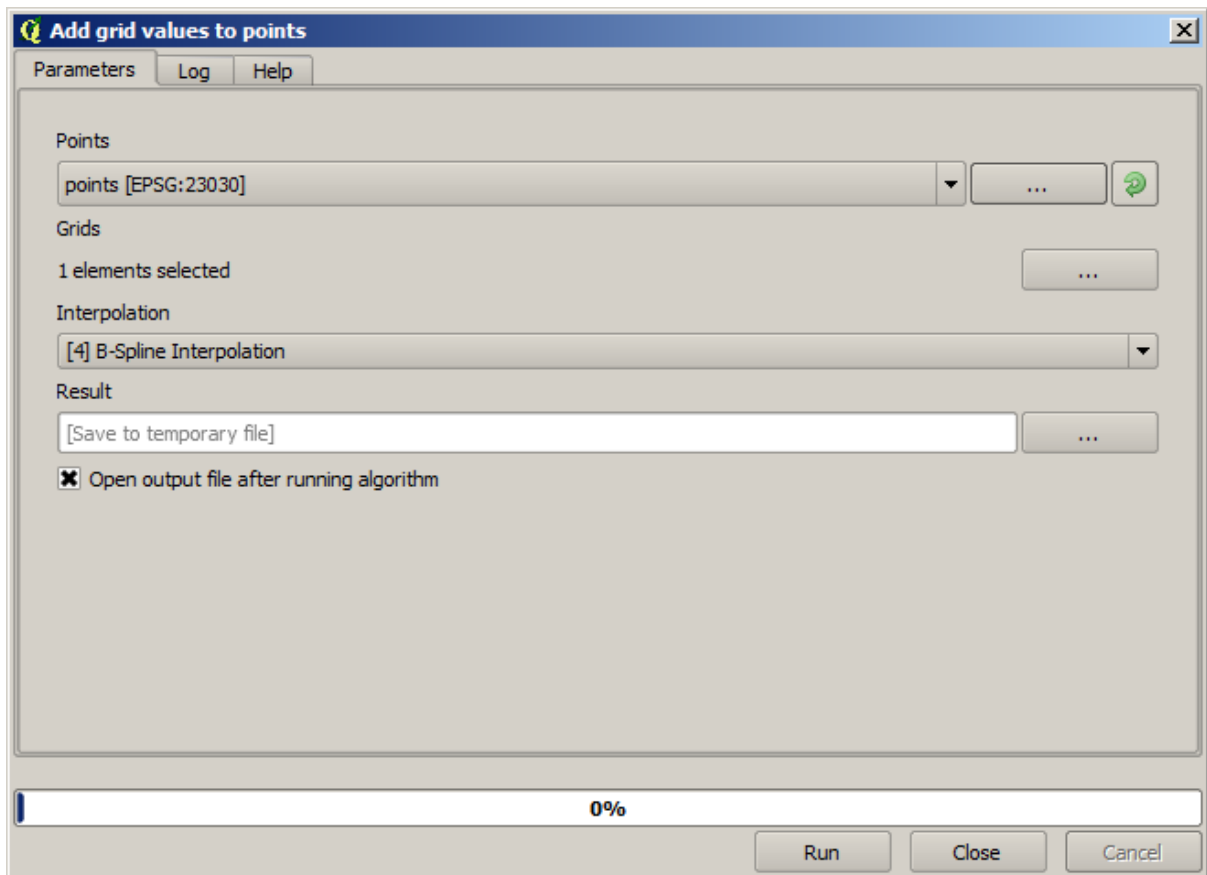 Add grid values to points
Parameters Log Help
Points
points [EPSG:23030] ...
Grids
1 elements selected ...
Interpolation
[4] B-Spline Interpolation
Result
[Save to temporary file] ...
Open output file after running algorithm
0%
Run Close Cancel